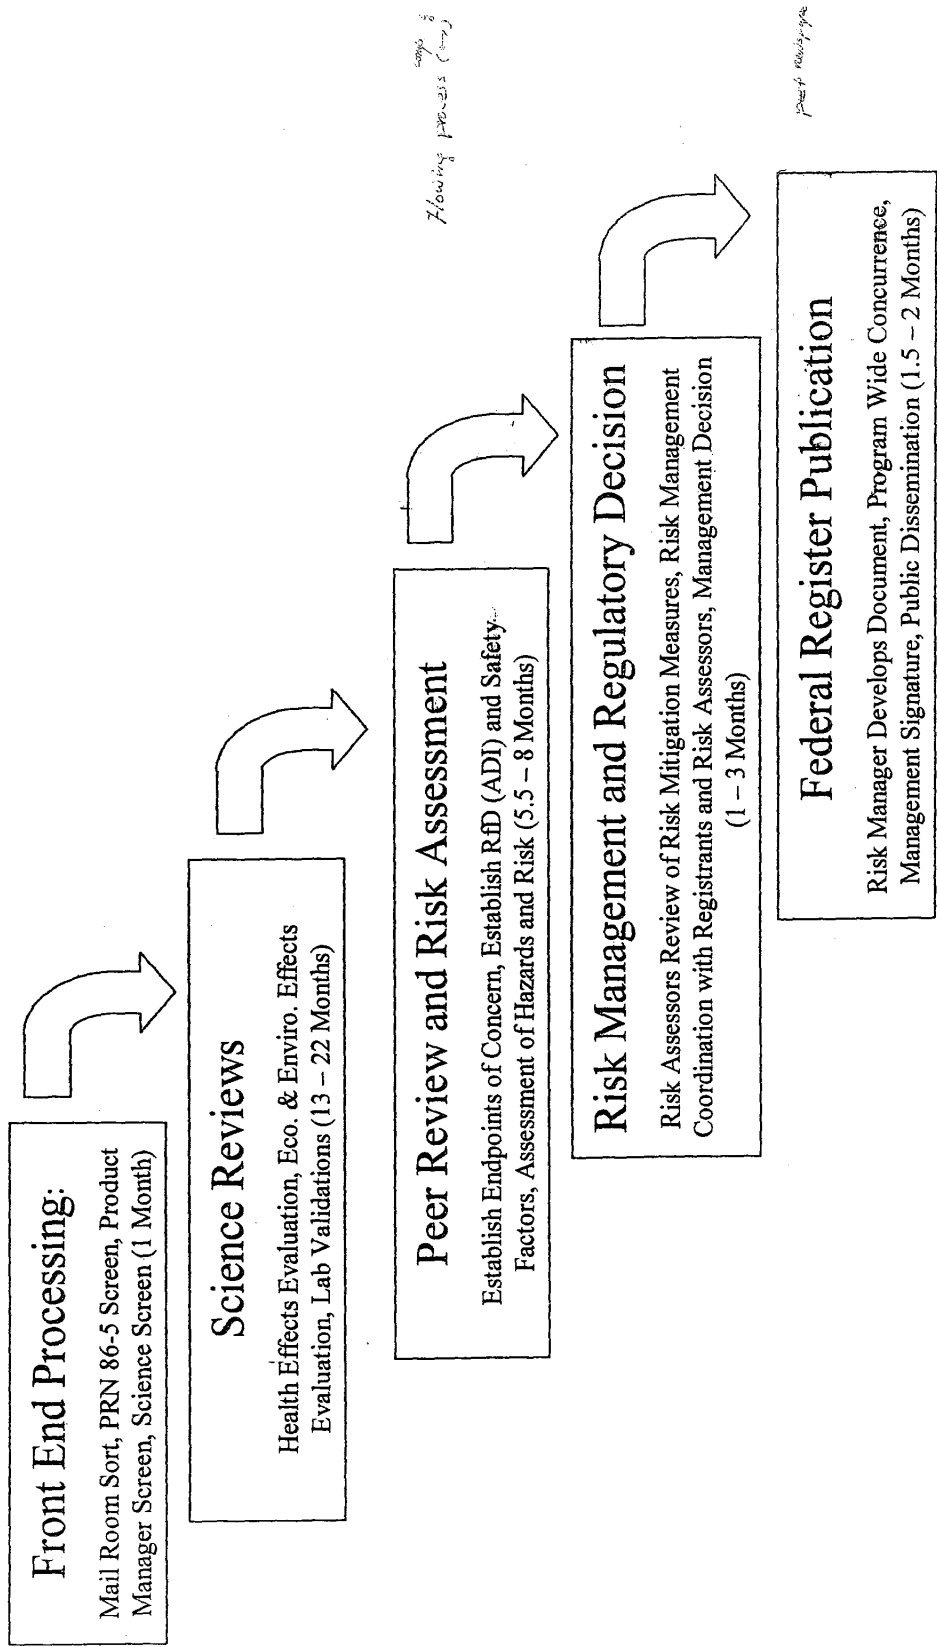 Front End Processing:
Mail Room Sort, PRN 86-5 Screen, Product
Manager Screen, Science Screen (1 Month)
Science Reviews
Health Effects Evaluation, Eco. & Enviro. Effects
Evaluation, Lab Validations (13 – 22 Months)
Peer Review and Risk Assessment
Establish Endpoints of Concern, Establish RfD (ADI) and Safety
Factors, Assessment of Hazards and Risk (5.5 – 8 Months)
Flowing process
Risk Management and Regulatory Decision
Risk Assessors Review of Risk Mitigation Measures, Risk Management
Coordination with Registrants and Risk Assessors, Management Decision
(1 – 3 Months)
Federal Register Publication
Risk Manager Develops Document, Program Wide Concurrence,
Management Signature, Public Dissemination (1.5 – 2 Months)